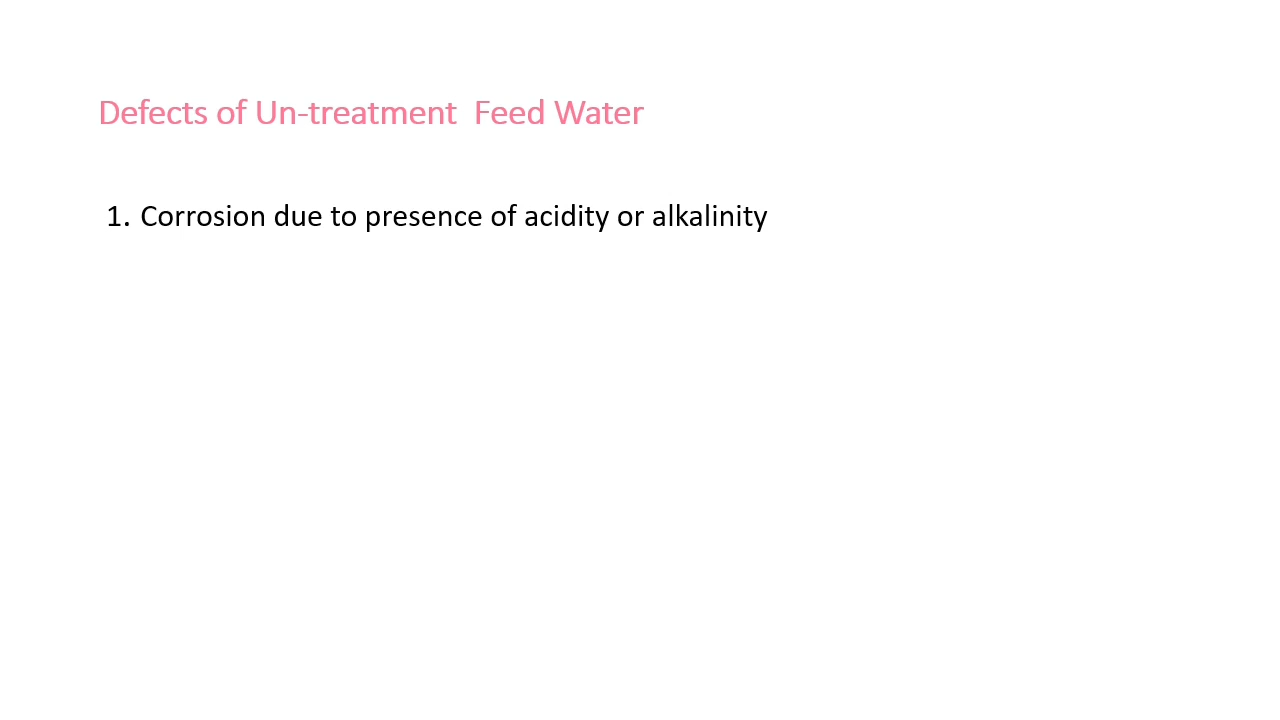 Defects of Un-treatment  Feed Water
1. Corrosion due to presence of acidity or alkalinity